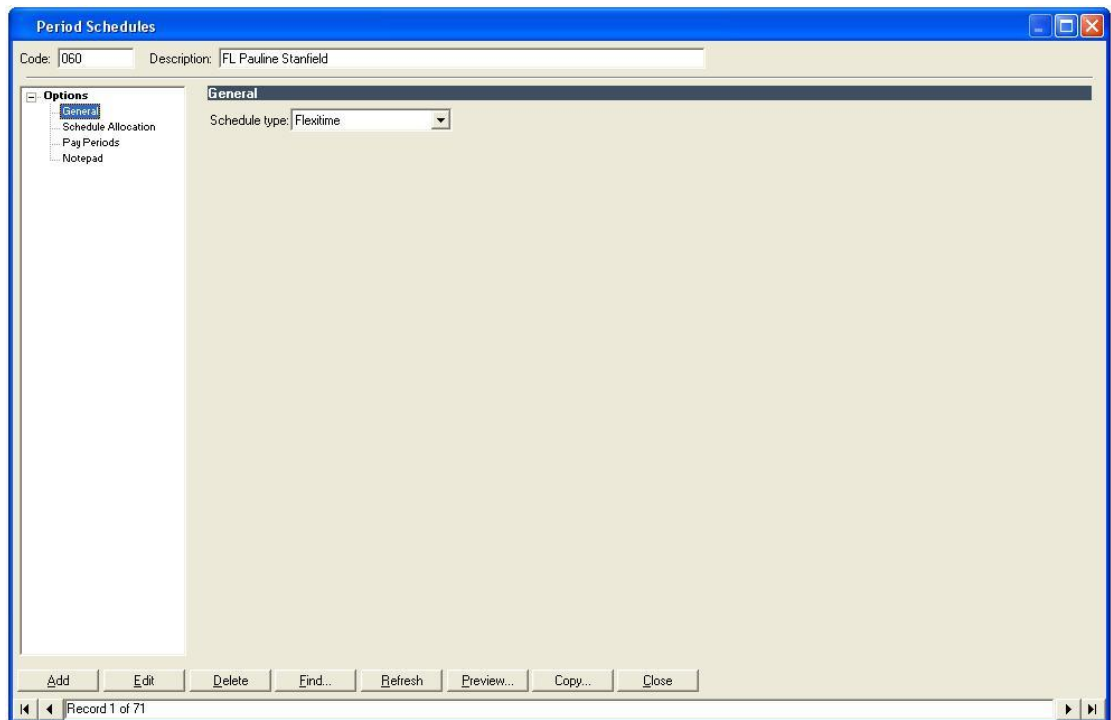 Period Schedules
Code: 060 Description: FL Pauline Stanfield
Options
General
Schedule Allocation
Pay Periods
Notepad
General
Schedule type: Flexitime
Add Edit Delete Find... Refresh Preview... Copy... Close
Record 1 of 71